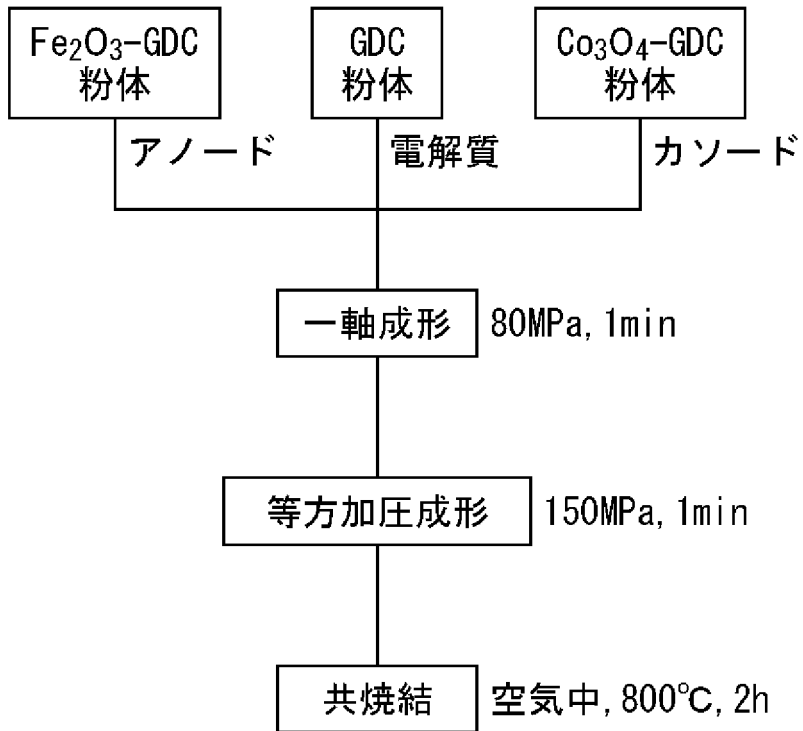 Fe₂O₃-GDC
粉体
GDC
粉体
Co₃O₄-GDC
粉体
アノード
電解質
カソード
一軸成形
80MPa, 1min
等方加圧成形
150MPa, 1min
共焼結
空気中, 800℃, 2h